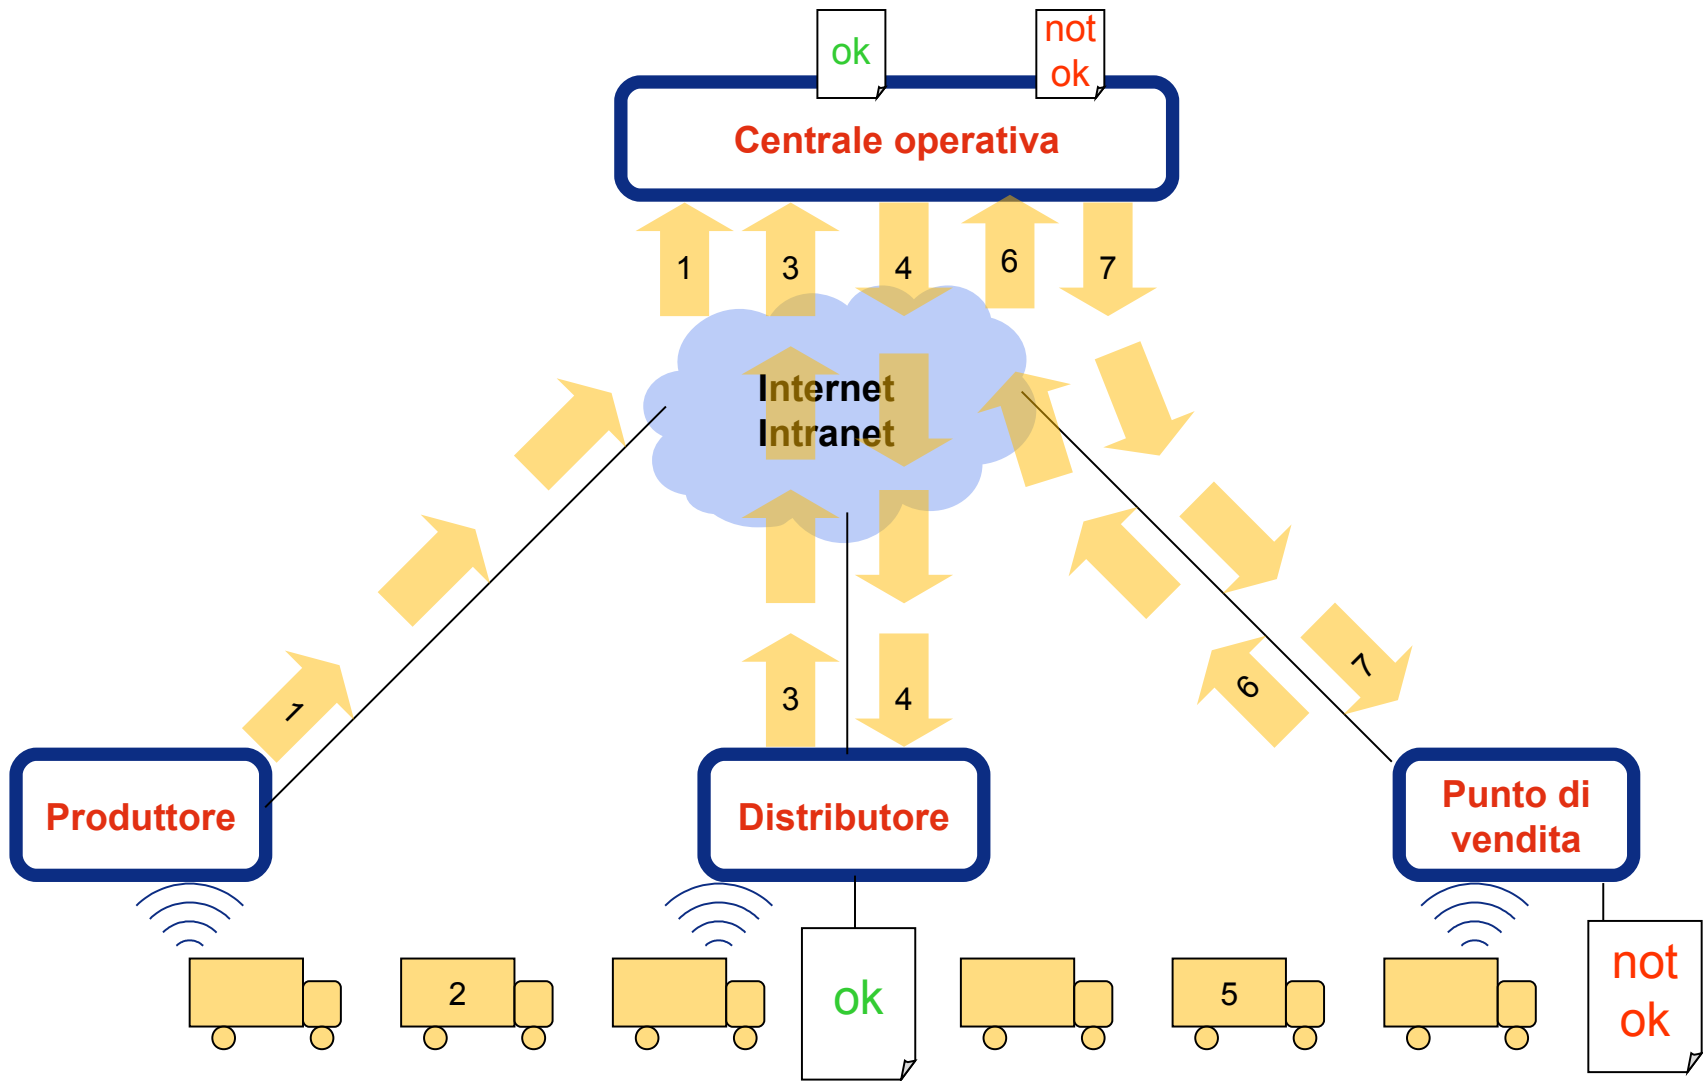 ok
not
ok
Centrale operativa
1
3
4
6
7
Internet
Intranet
1
3
4
6
7
Produttore
Distributore
Punto di
vendita
2
ok
5
not
ok